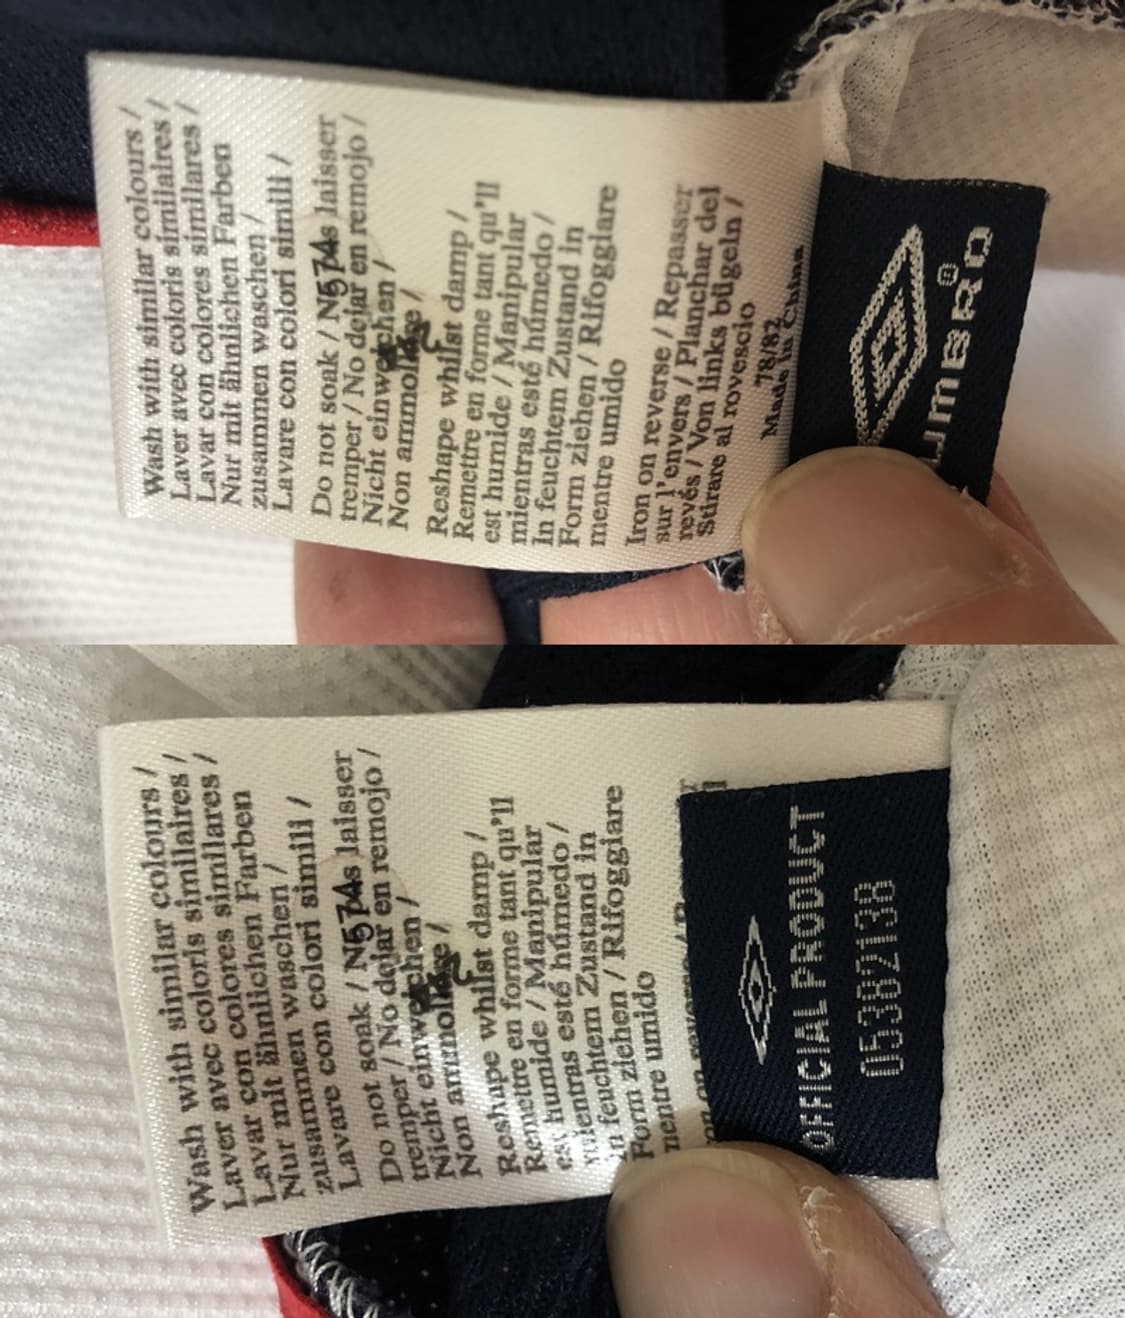 Wash with similar colours /
Laver avec coloris similaires /
Lavar con colores similares /
Nur mit ähnlichen Farben
zusammen waschen /
Lavare con colori simili /
Do not soak / N574s laisser
tremper / No dejar en remojo /
Nicht einweichen /
Non
Reshape whilst damp /
Remettre en forme tant qu'Il
est humide / Manipular
mientras esté húmedo /
In feuchtem Zustand in
Form ziehen / Rifoggiare
mentre umido
Iron on reverse / Repasser
sur l'envers / Planchar del
revés / Von links bügeln /
Stirare al rovescio
78/82
Made in China
UMBRO®
Wash with similar colours /
Laver avec coloris similaires /
Lavar con colores similares /
Nur mit ähnlichen Farben
zusammen waschen /
Lavare con colori simili /
Do not soak / N574s laisser
tremper / No dejar en remojo /
Nicht einweichen /
Non
Reshape whilst damp /
Remettre en forme tant qu'Il
est humide / Manipular
mientras esté húmedo /
In feuchtem Zustand in
Form ziehen / Rifoggiare
mentre umido
OFFICIAL PRODUCT
05382138